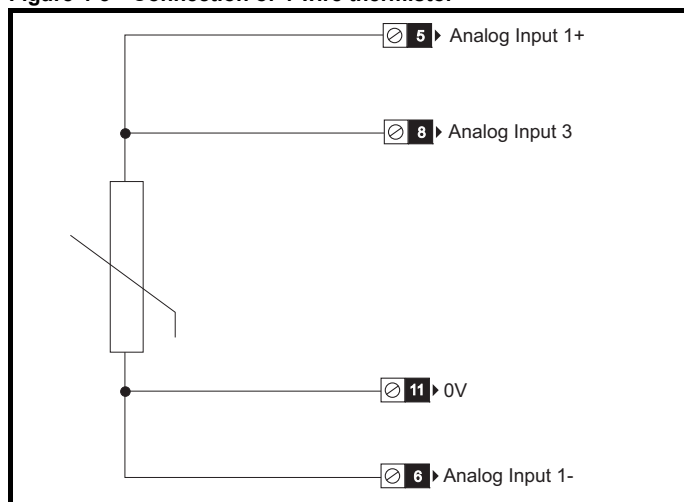 5 Analog Input 1+
8 Analog Input 3
11 0V
6 Analog Input 1-